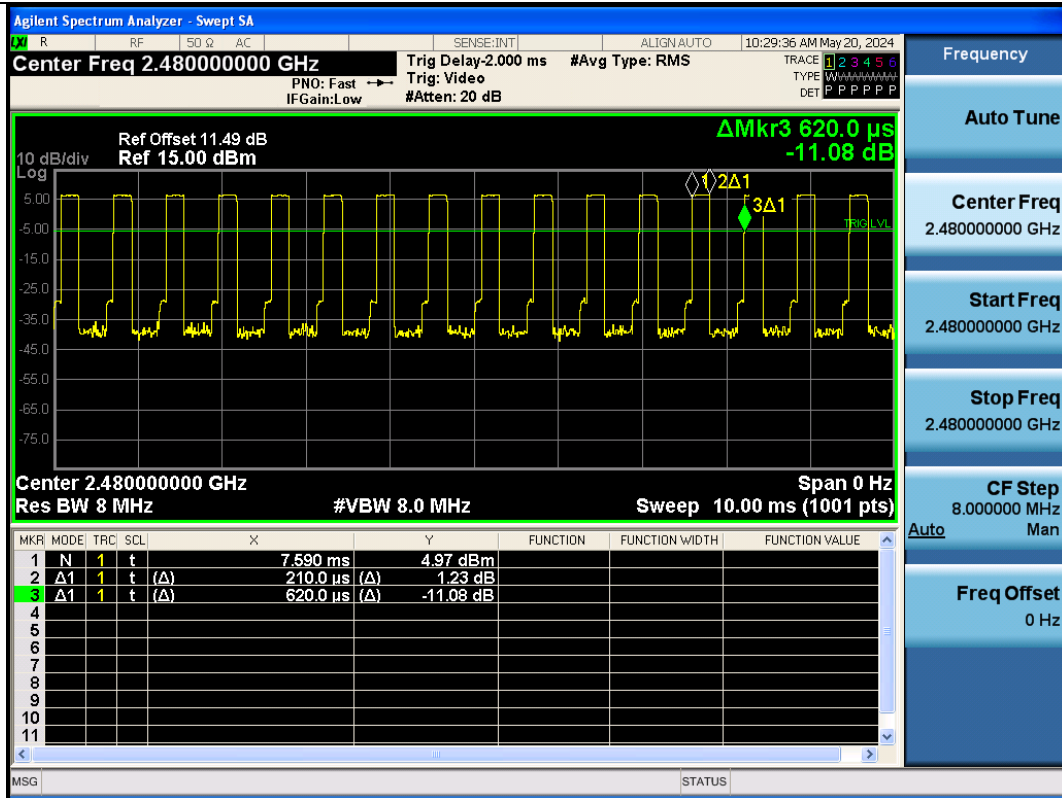 Agilent Spectrum Analyzer - Swept SA
LXI R RF 50 Ω AC SENSE:INT ALIGN AUTO 10:29:36 AM May 20, 2024
Center Freq 2.480000000 GHz
PNO: Fast
IFGain:Low
Trig Delay-2.000 ms
Trig: Video
#Atten: 20 dB
#Avg Type: RMS
TRACE 1 2 3 4 5 6
TYPE W
DET P P P P P P
ΔMkr3 620.0 µs
-11.08 dB
10 dB/div
Log
Ref Offset 11.49 dB
Ref 15.00 dBm
5.00
-5.00
-15.0
-25.0
-35.0
-45.0
-55.0
-65.0
-75.0
1 2Δ1
3Δ1
TRIG LVL
Center 2.480000000 GHz Span 0 Hz
Res BW 8 MHz #VBW 8.0 MHz Sweep 10.00 ms (1001 pts)
MKR MODE TRC SCL X Y FUNCTION FUNCTION WIDTH FUNCTION VALUE
1 N 1 t 7.590 ms 4.97 dBm
2 Δ1 1 t (Δ) 210.0 µs (Δ) 1.23 dB
3 Δ1 1 t (Δ) 620.0 µs (Δ) -11.08 dB
4
5
6
7
8
9
10
11
MSG STATUS
Frequency
Auto Tune
Center Freq
2.480000000 GHz
Start Freq
2.480000000 GHz
Stop Freq
2.480000000 GHz
CF Step
8.000000 MHz
Auto Man
Freq Offset
0 Hz